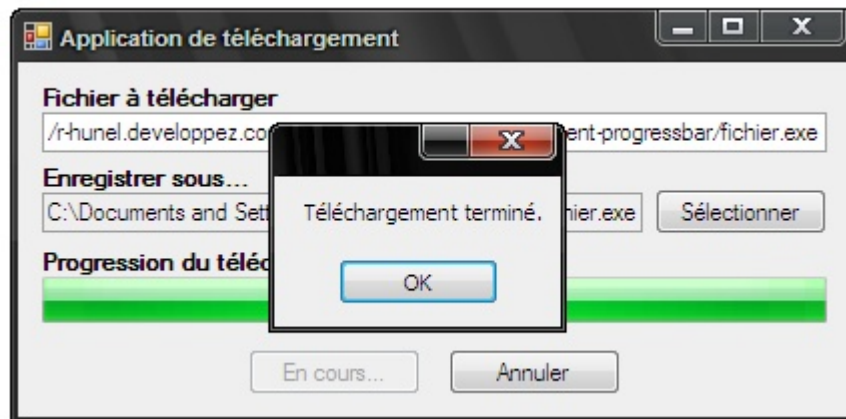 Application de téléchargement
Fichier à télécharger
/r-hunel.developpez.co ent-progressbar/fichier.exe
Enregistrer sous...
C:\Documents and Sett hier.exe Sélectionner
Téléchargement terminé.
Progression du téléc
OK
En cours... Annuler